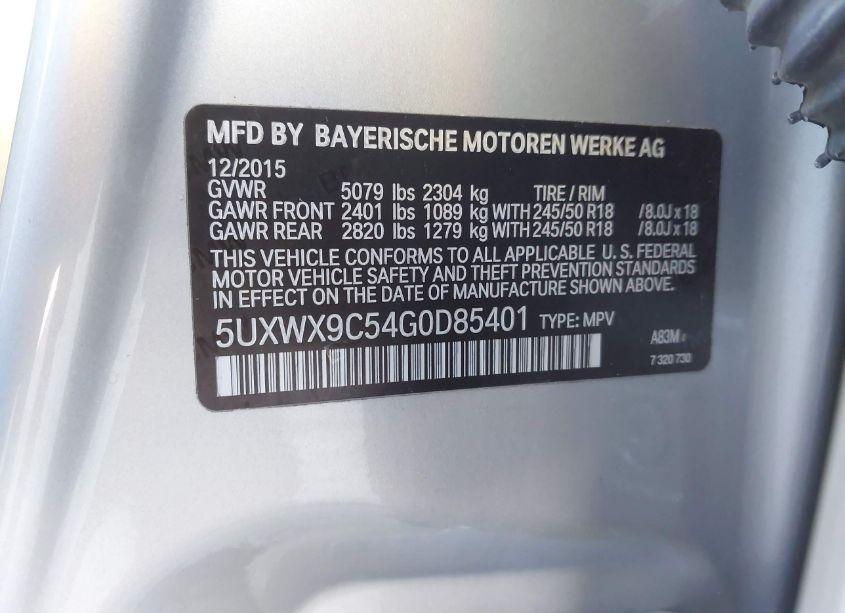 MFD BY BAYERISCHE MOTOREN WERKE AG
12/2015
GVWR 5079 lbs 2304 kg TIRE / RIM
GAWR FRONT 2401 lbs 1089 kg WITH 245/50 R18 /8.0J x 18
GAWR REAR 2820 lbs 1279 kg WITH 245/50 R18 /8.0J x 18
THIS VEHICLE CONFORMS TO ALL APPLICABLE U. S. FEDERAL
MOTOR VEHICLE SAFETY AND THEFT PREVENTION STANDARDS
IN EFFECT ON THE DATE OF MANUFACTURE SHOWN ABOVE.
5UXWX9C54G0D85401 TYPE: MPV A83M
7 320 730